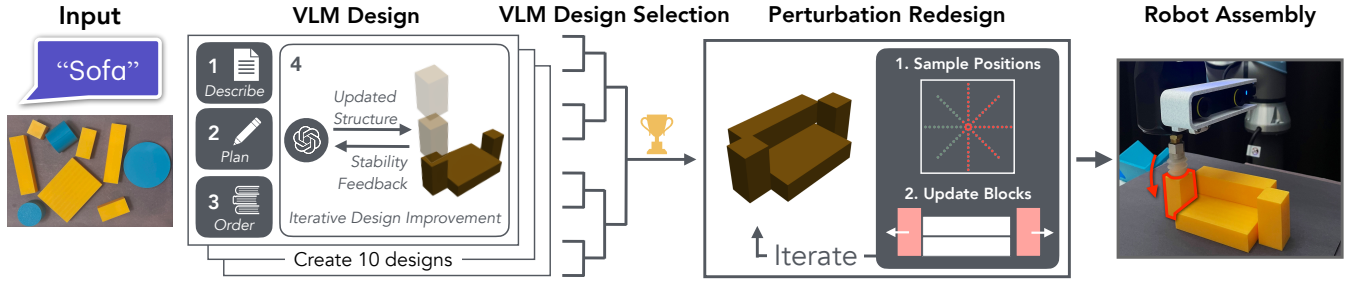 Input
VLM Design
VLM Design Selection
Perturbation Redesign
Robot Assembly
“Sofa”
1
Describe
2
Plan
3
Order
4
Updated
Structure
Stability
Feedback
Iterative Design Improvement
Create 10 designs
1. Sample Positions
2. Update Blocks
Iterate